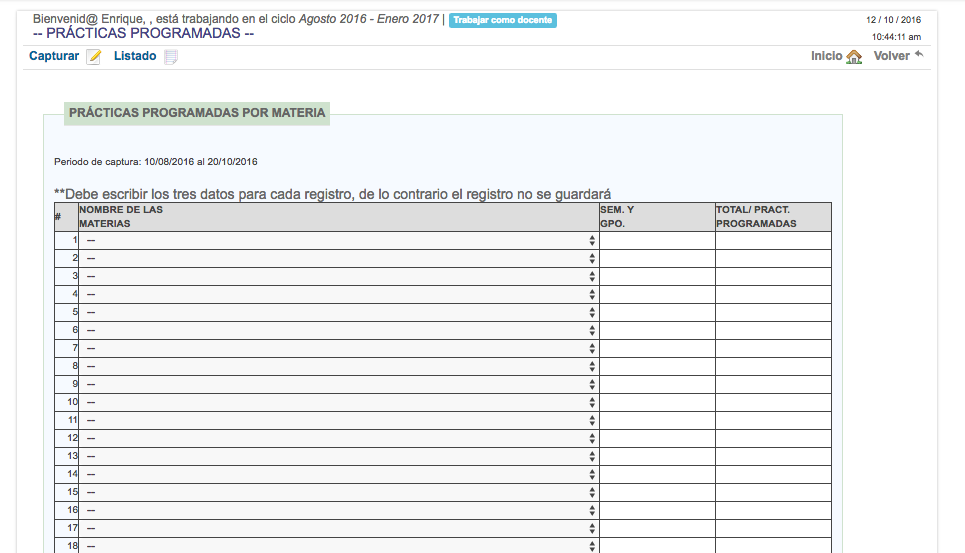 Bienvenid@ Enrique, , está trabajando en el ciclo Agosto 2016 - Enero 2017 | Trabajar como docente
12 / 10 / 2016
-- PRÁCTICAS PROGRAMADAS --
10:44:11 am
Capturar Listado
Inicio Volver
PRÁCTICAS PROGRAMADAS POR MATERIA
Periodo de captura: 10/08/2016 al 20/10/2016
**Debe escribir los tres datos para cada registro, de lo contrario el registro no se guardará
#
NOMBRE DE LAS
MATERIAS
SEM. Y
GPO.
TOTAL/ PRACT.
PROGRAMADAS
1 ---
2 ---
3 ---
4 ---
5 ---
6 ---
7 ---
8 ---
9 ---
10 ---
11 ---
12 ---
13 ---
14 ---
15 ---
16 ---
17 ---
18 ---